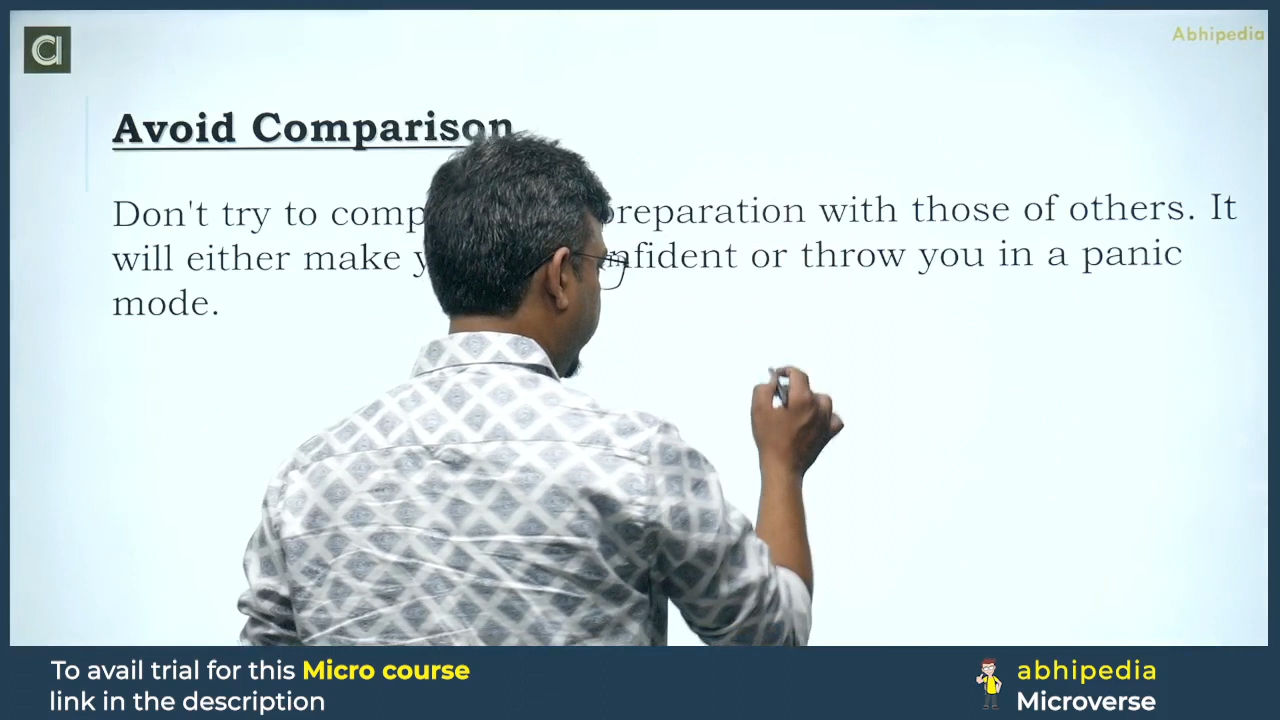 Abhipedia
Avoid Comparison
Don't try to comp preparation with those of others. It
will either make nfident or throw you in a panic
mode.
To avail trial for this Micro course
link in the description
abhipedia
Microverse